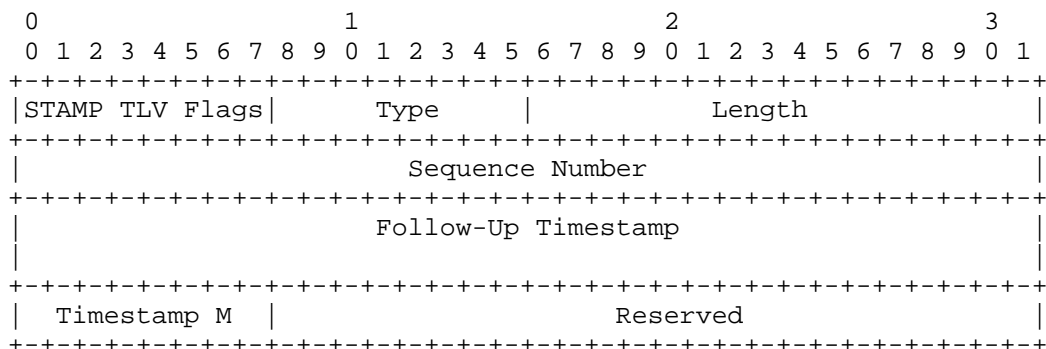 0                   1                   2                   3
 0 1 2 3 4 5 6 7 8 9 0 1 2 3 4 5 6 7 8 9 0 1 2 3 4 5 6 7 8 9 0 1
+-+-+-+-+-+-+-+-+-+-+-+-+-+-+-+-+-+-+-+-+-+-+-+-+-+-+-+-+-+-+-+-+
|STAMP TLV Flags|      Type     |           Length              |
+-+-+-+-+-+-+-+-+-+-+-+-+-+-+-+-+-+-+-+-+-+-+-+-+-+-+-+-+-+-+-+-+
|                        Sequence Number                        |
+-+-+-+-+-+-+-+-+-+-+-+-+-+-+-+-+-+-+-+-+-+-+-+-+-+-+-+-+-+-+-+-+
|                      Follow-Up Timestamp                      |
|                                                               |
+-+-+-+-+-+-+-+-+-+-+-+-+-+-+-+-+-+-+-+-+-+-+-+-+-+-+-+-+-+-+-+-+
|  Timestamp M  |                     Reserved                  |
+-+-+-+-+-+-+-+-+-+-+-+-+-+-+-+-+-+-+-+-+-+-+-+-+-+-+-+-+-+-+-+-+